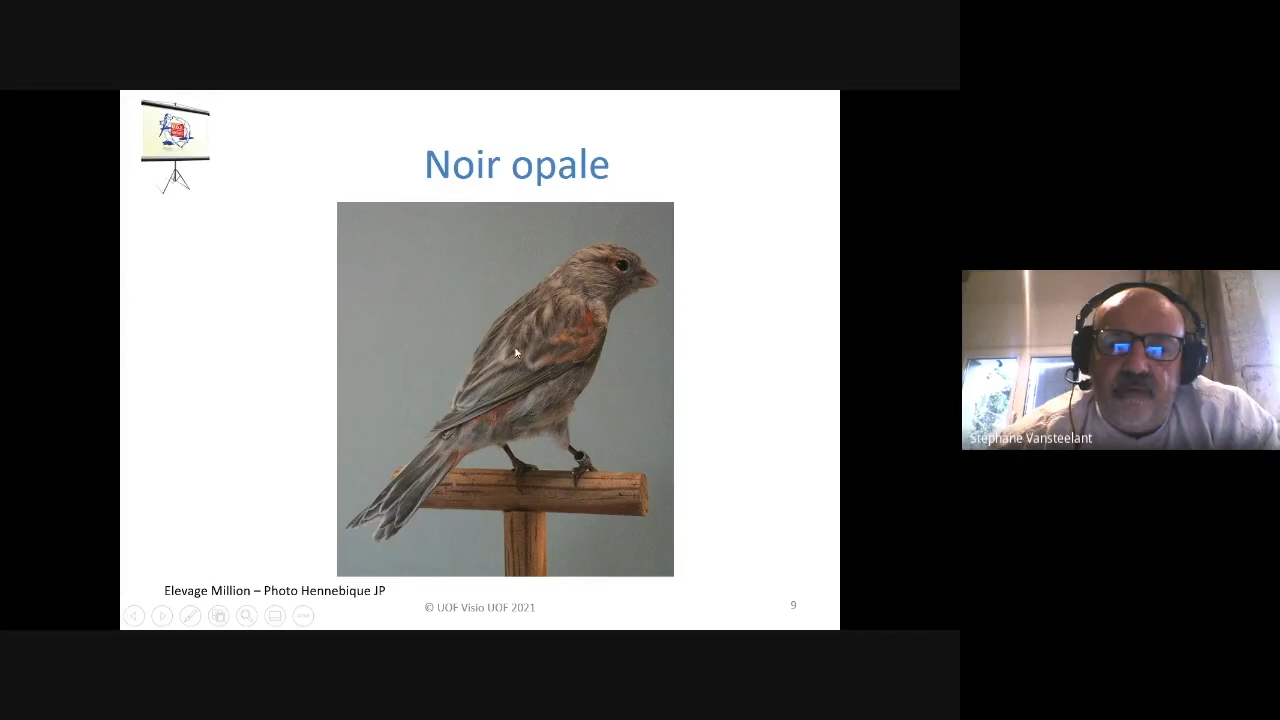 Noir opale
Elevage Million – Photo Hennebique JP
© UOF Visio UOF 2021
9
Stephane Vansteelant